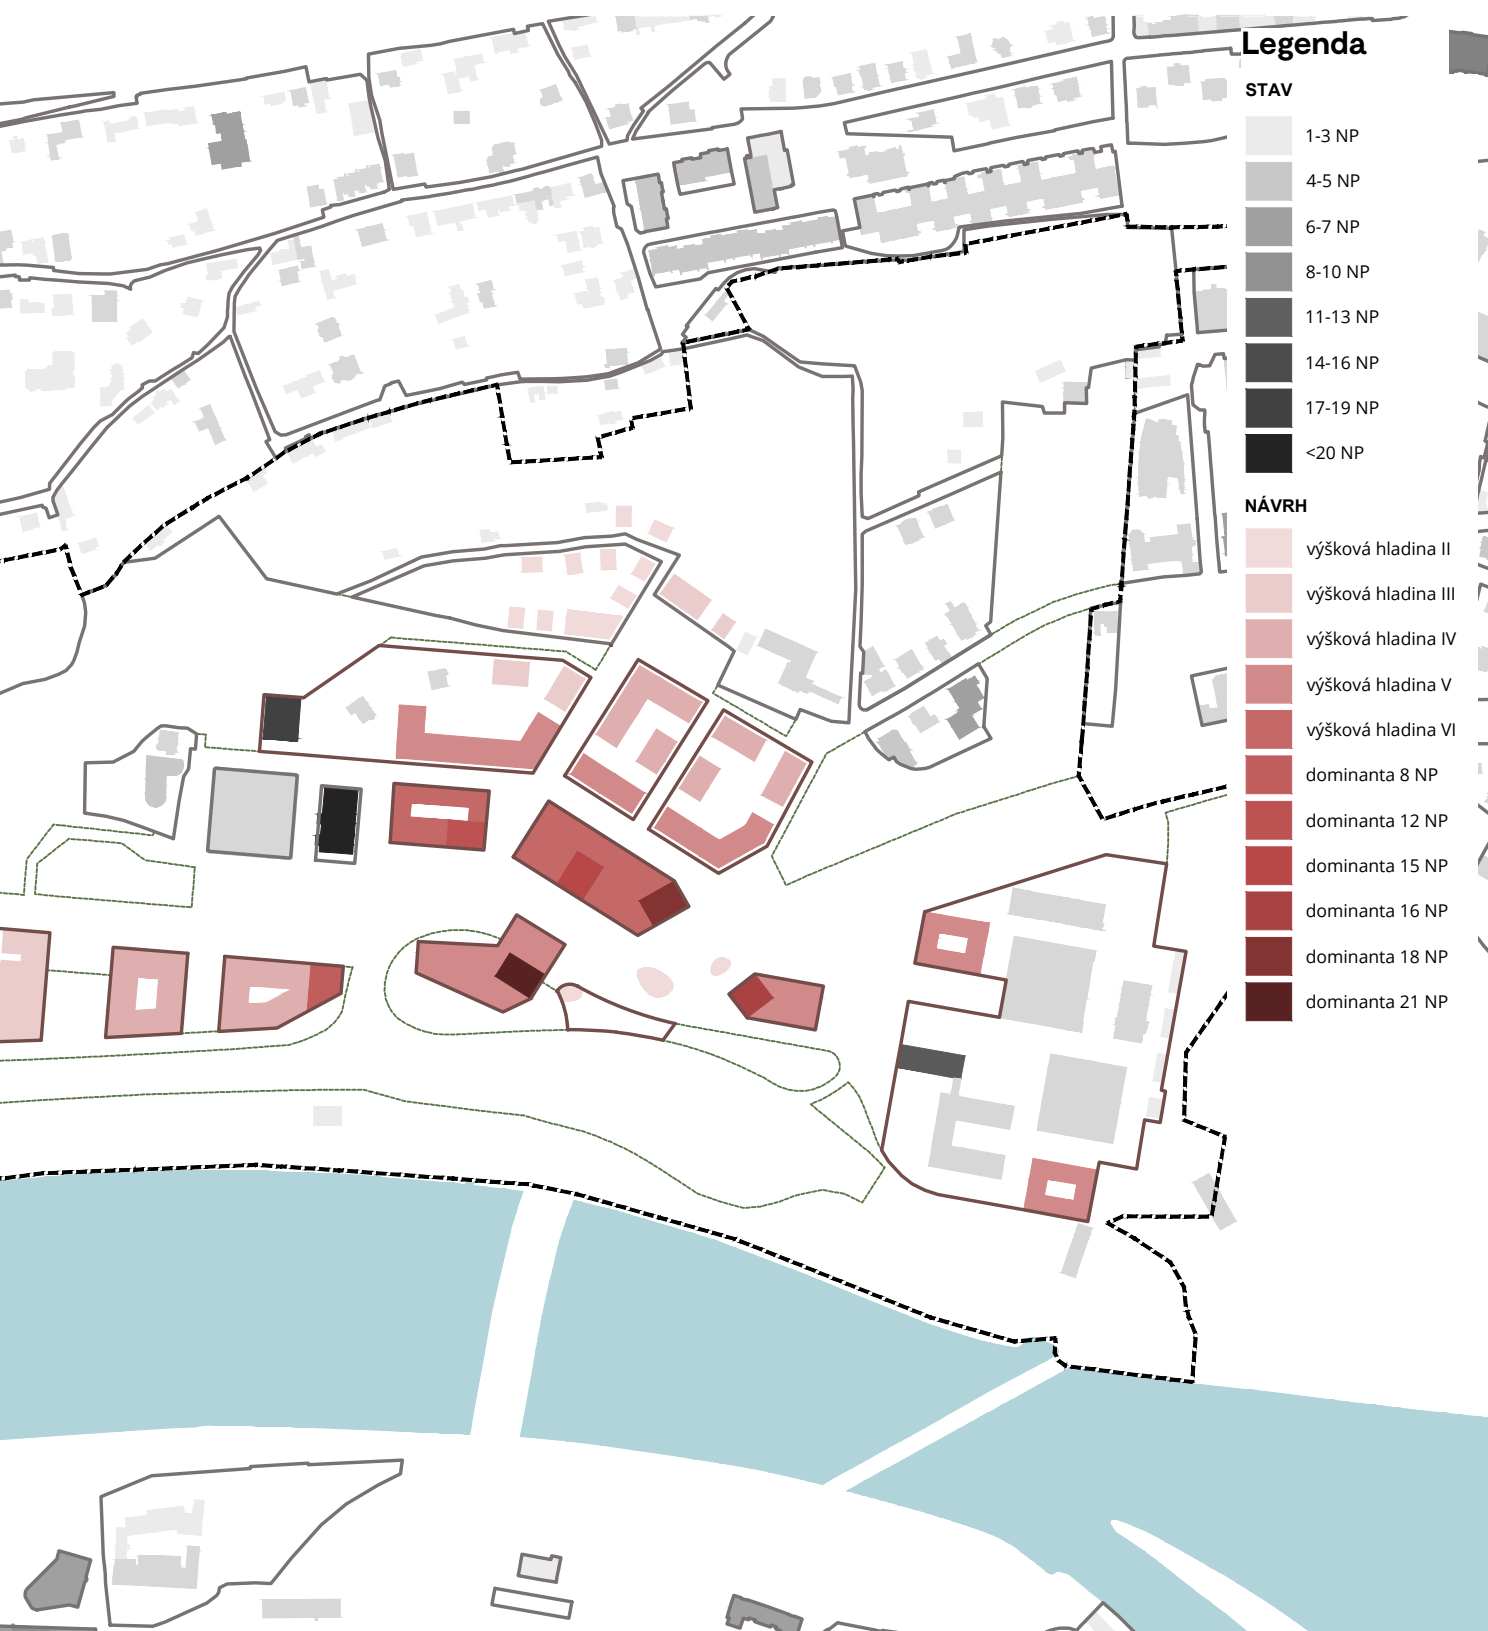 Legenda
STAV
1-3 NP
4-5 NP
6-7 NP
8-10 NP
11-13 NP
14-16 NP
17-19 NP
<20 NP
NÁVRH
výšková hladina II
výšková hladina III
výšková hladina IV
výšková hladina V
výšková hladina VI
dominanta 8 NP
dominanta 12 NP
dominanta 15 NP
dominanta 16 NP
dominanta 18 NP
dominanta 21 NP